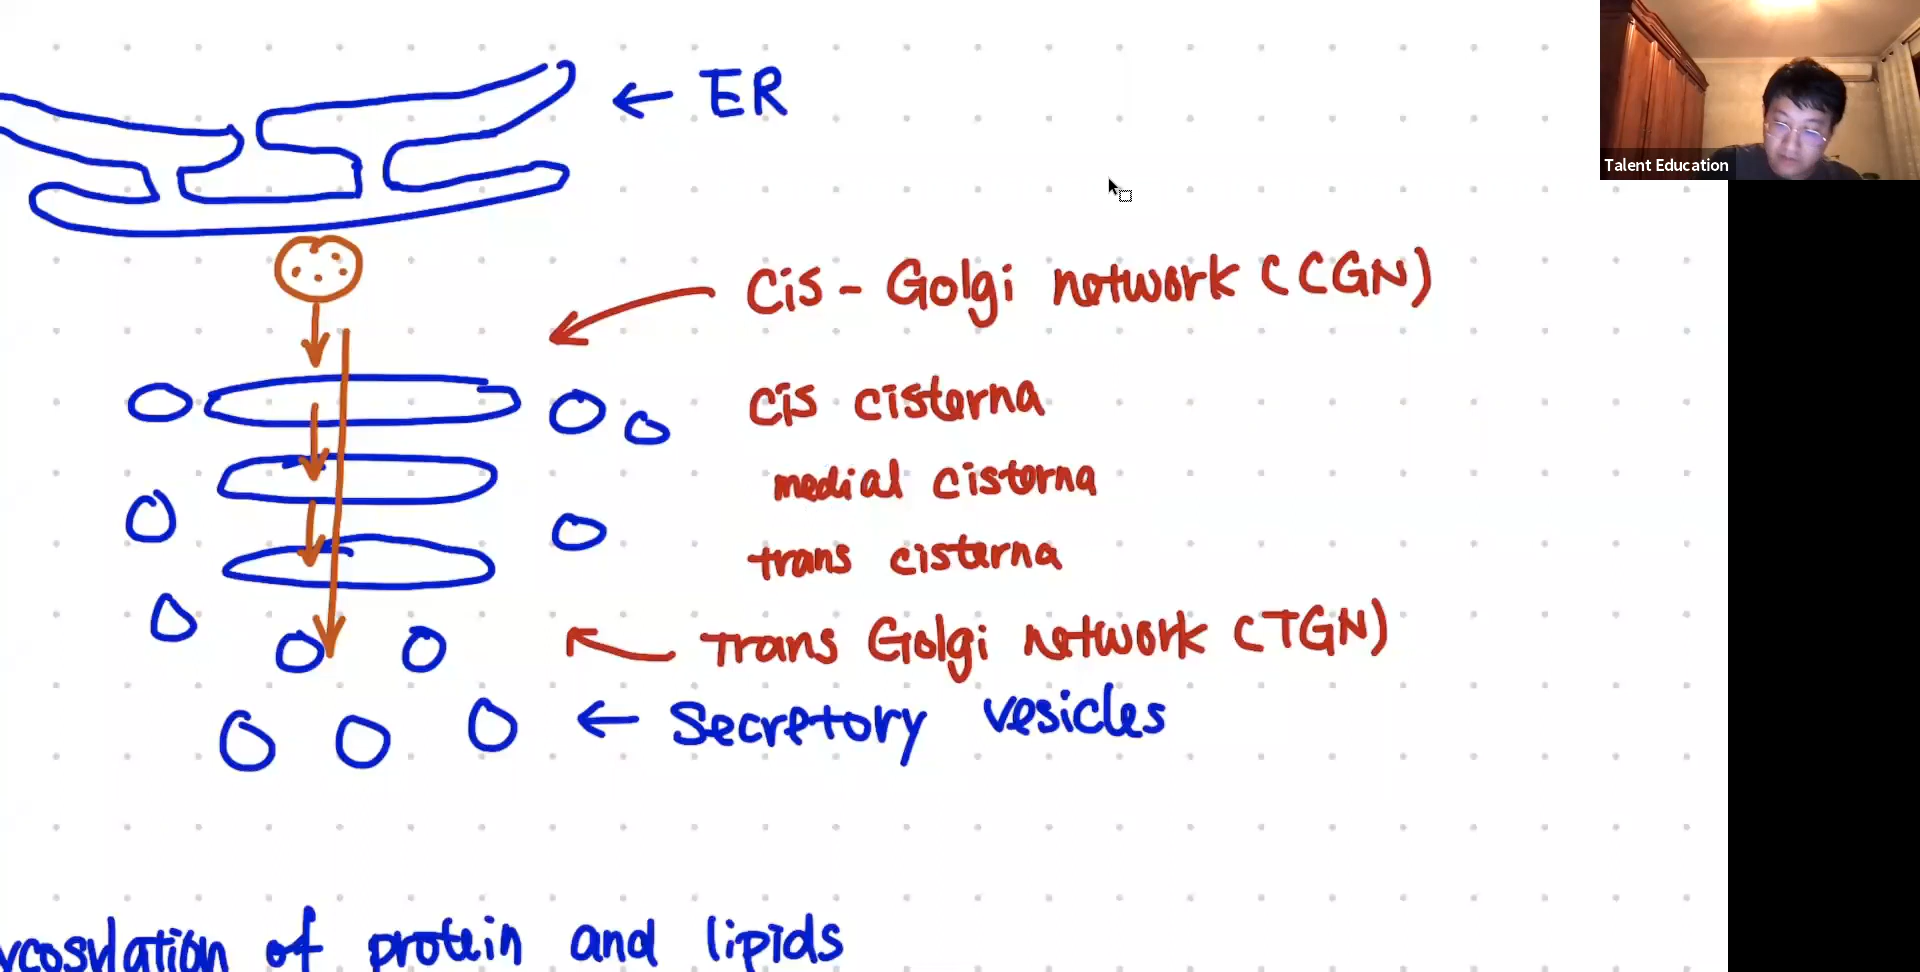 ← ER
Talent Education
Cis - Golgi network (CGN)
cis cisterna
medial cisterna
trans cisterna
Trans Golgi network (TGN)
← Secretory vesicles
of protein and lipids